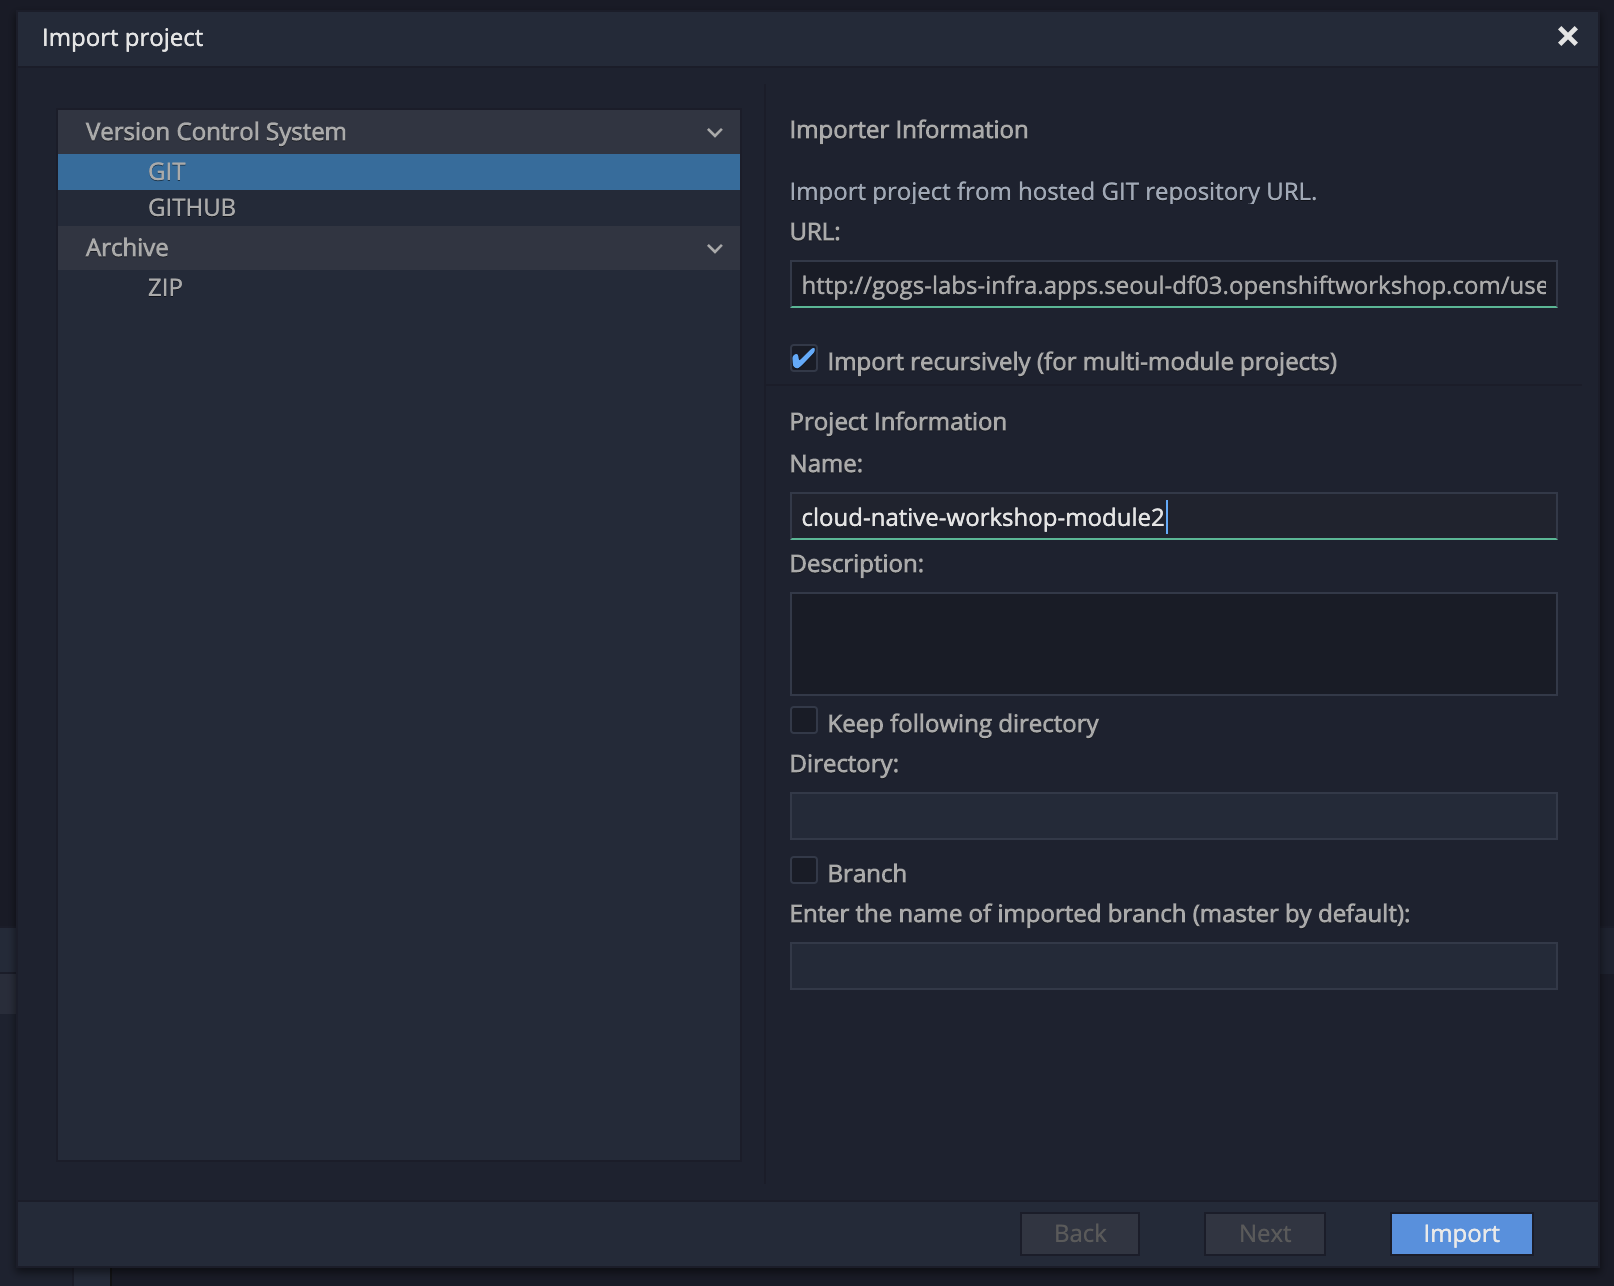 Import project
Version Control System
GIT
GITHUB
Archive
ZIP
Importer Information
Import project from hosted GIT repository URL.
URL:
http://gogs-labs-infra.apps.seoul-df03.openshiftworkshop.com/use
Import recursively (for multi-module projects)
Project Information
Name:
cloud-native-workshop-module2
Description:
Keep following directory
Directory:
Branch
Enter the name of imported branch (master by default):
Back
Next
Import